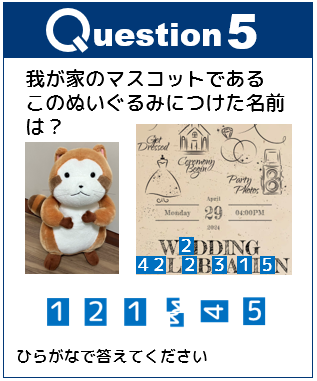 Question 5
我が家のマスコットである
このぬいぐるみにつけた名前
は？
Get
Dressed
Ceremony
Begin
Party
Photos
April
Monday 29 04:00PM
2024
2
W DDING
4 2 L 2 B 3 A 1 I 5 N
1 2 1 3 4 5
ひらがなで答えてください